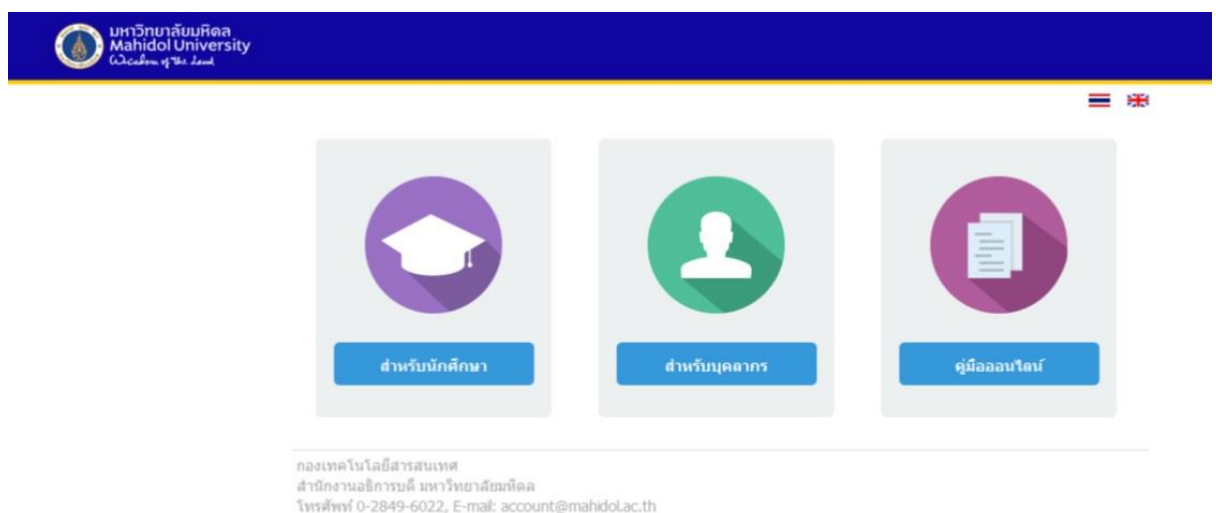 มหาวิทยาลัยมหิดล
Mahidol University
Wisdom of the Land
สำหรับนักศึกษา
สำหรับบุคลากร
คู่มือออนไลน์
กองเทคโนโลยีสารสนเทศ
สำนักงานอธิการบดี มหาวิทยาลัยมหิดล
โทรศัพท์ 0-2849-6022, E-mail: account@mahidol.ac.th